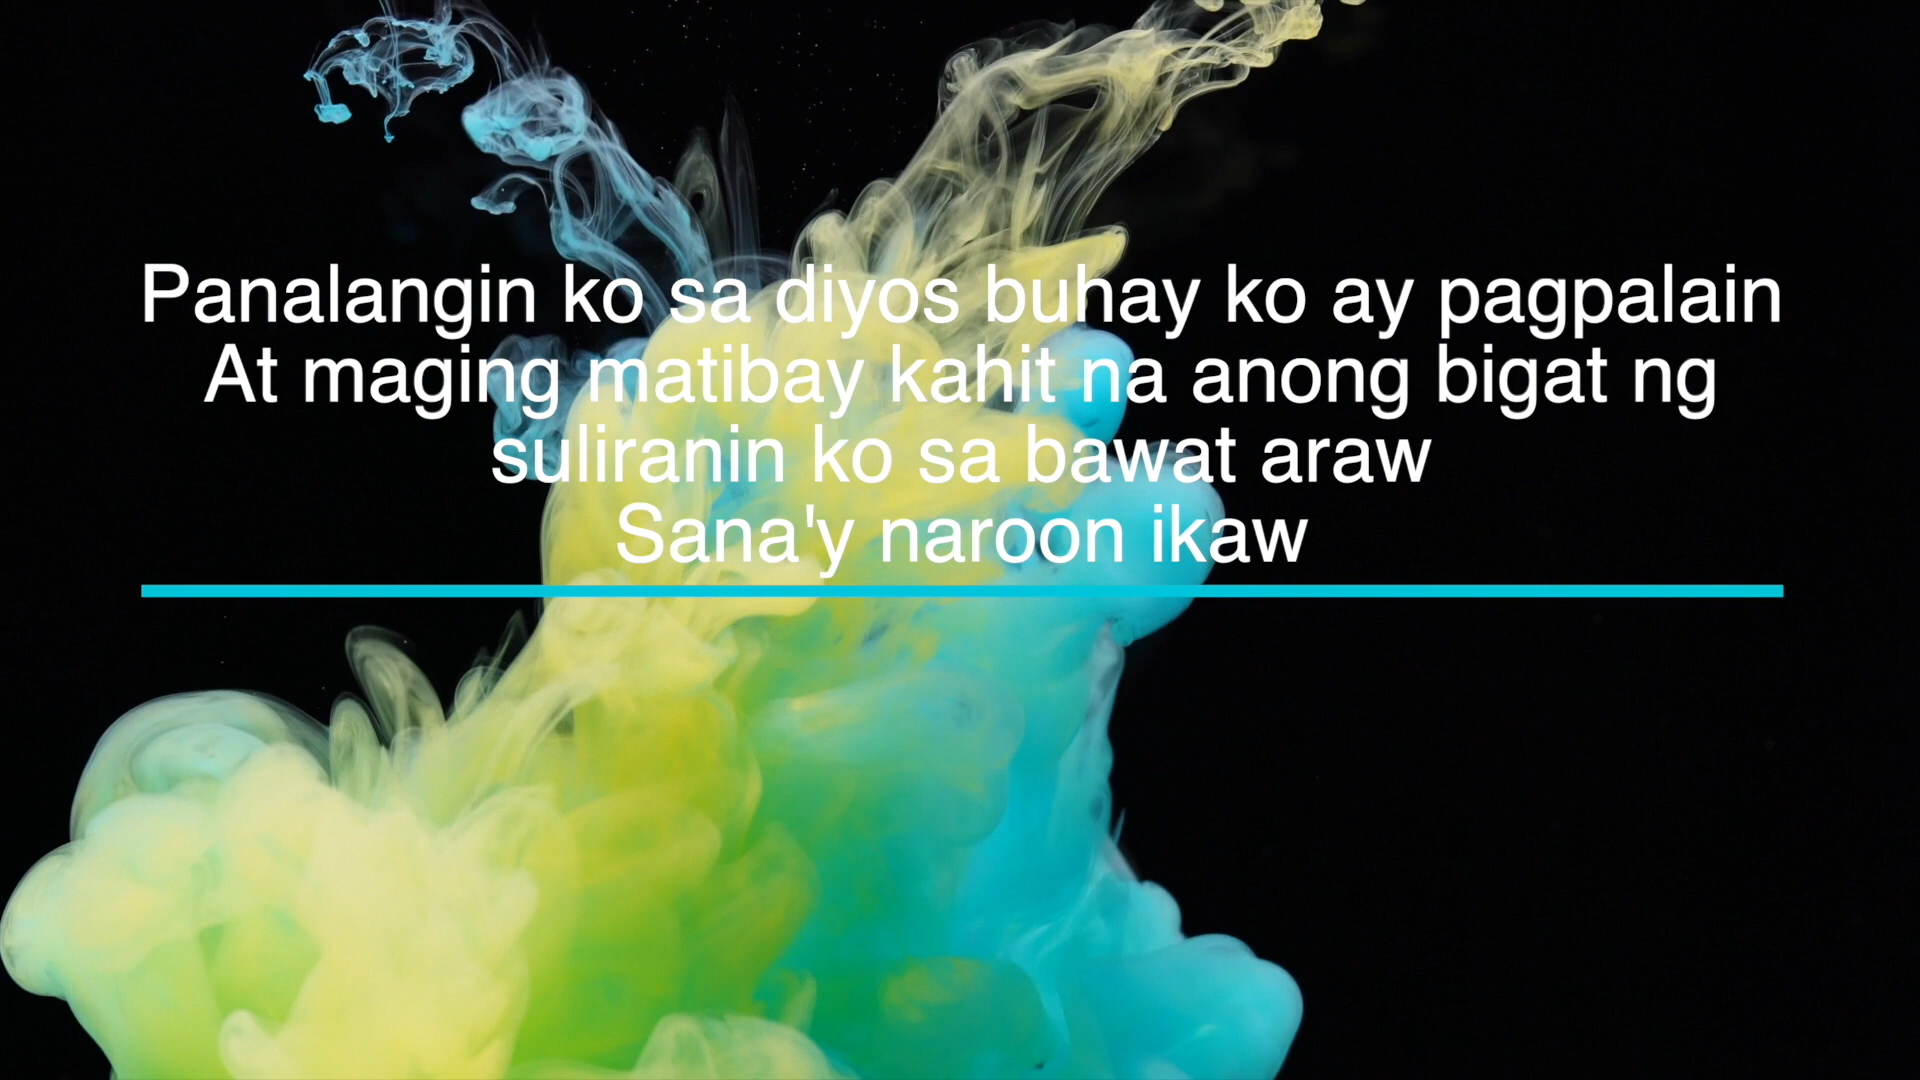 Panalangin ko sa diyos buhay ko ay pagpalain
At maging matibay kahit na anong bigat ng
suliranin ko sa bawat araw
Sana'y naroon ikaw